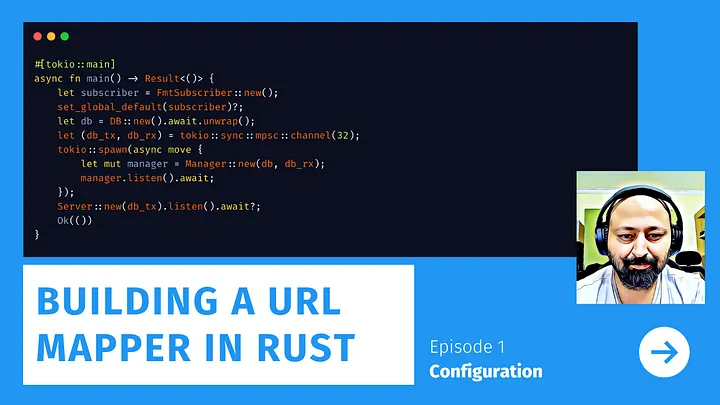 #[tokio::main]
async fn main() -> Result<()> {
    let subscriber = FmtSubscriber::new();
    set_global_default(subscriber)?;
    let db = DB::new().await.unwrap();
    let (db_tx, db_rx) = tokio::sync::mpsc::channel(32);
    tokio::spawn(async move {
        let mut manager = Manager::new(db, db_rx);
        manager.listen().await;
    });
    Server::new(db_tx).listen().await?;
    Ok(())
}
BUILDING A URL
MAPPER IN RUST
Episode 1
Configuration